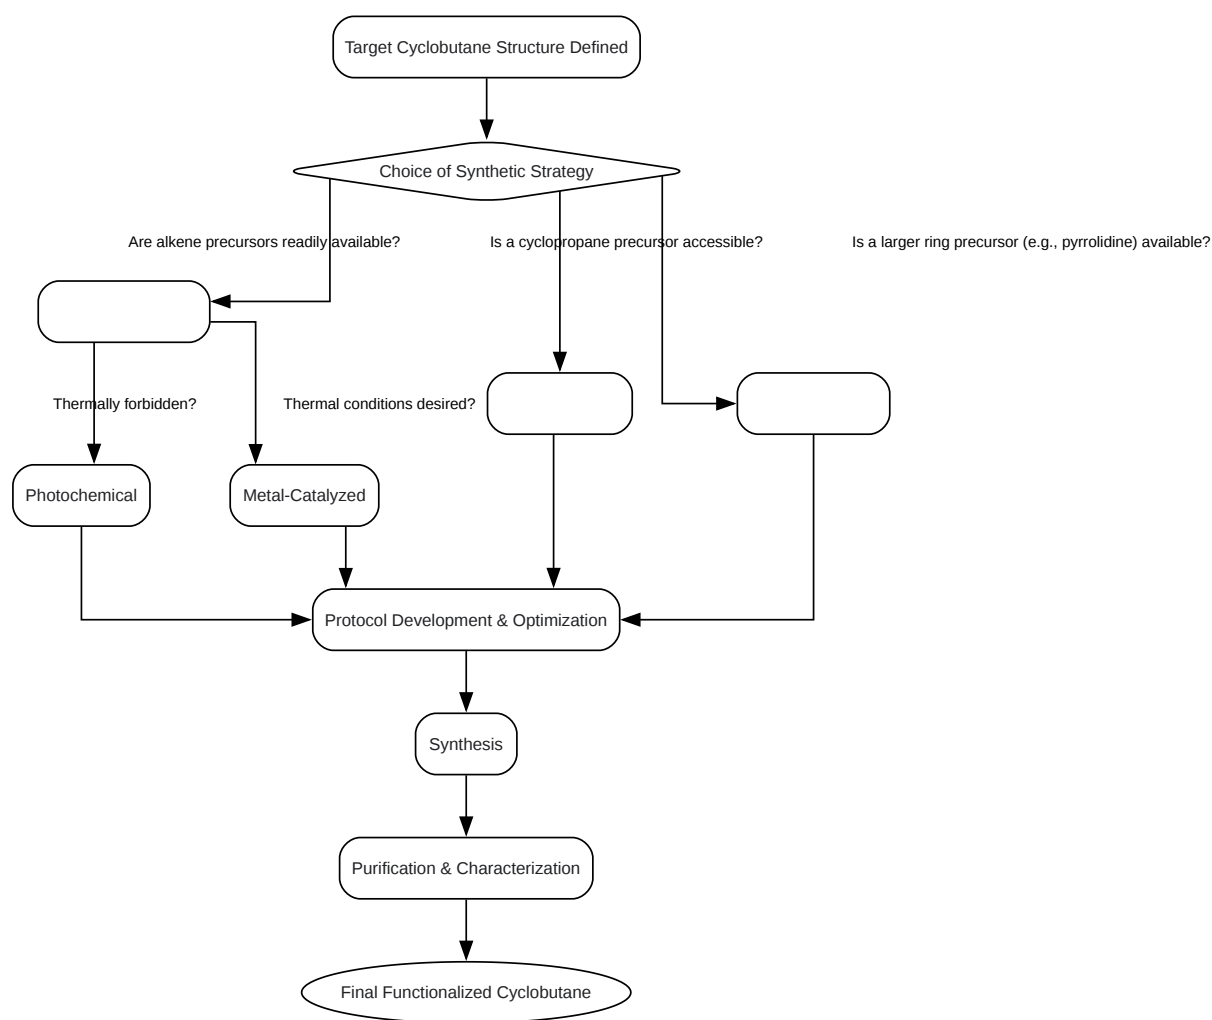 Target Cyclobutane Structure Defined
Choice of Synthetic Strategy
Are alkene precursors readily available?
Is a cyclopropane precursor accessible?
Is a larger ring precursor (e.g., pyrrolidine) available?
Thermally forbidden?
Thermal conditions desired?
Photochemical
Metal-Catalyzed
Protocol Development & Optimization
Synthesis
Purification & Characterization
Final Functionalized Cyclobutane